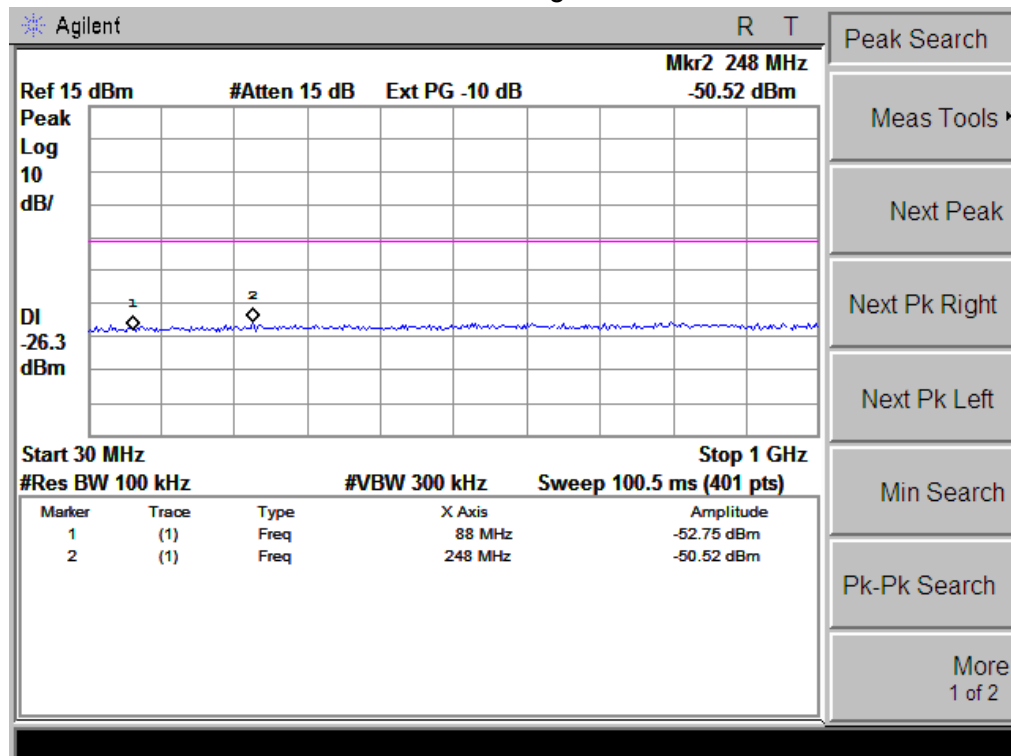 Agilent R T
Peak Search
Mkr2 248 MHz
Ref 15 dBm #Atten 15 dB Ext PG -10 dB -50.52 dBm
Peak
Log
10
dB/
1 2
DI
-26.3
dBm
Start 30 MHz Stop 1 GHz
#Res BW 100 kHz #VBW 300 kHz Sweep 100.5 ms (401 pts)
Marker Trace Type X Axis Amplitude
1 (1) Freq 88 MHz -52.75 dBm
2 (1) Freq 248 MHz -50.52 dBm
Meas Tools
Next Peak
Next Pk Right
Next Pk Left
Min Search
Pk-Pk Search
More
1 of 2